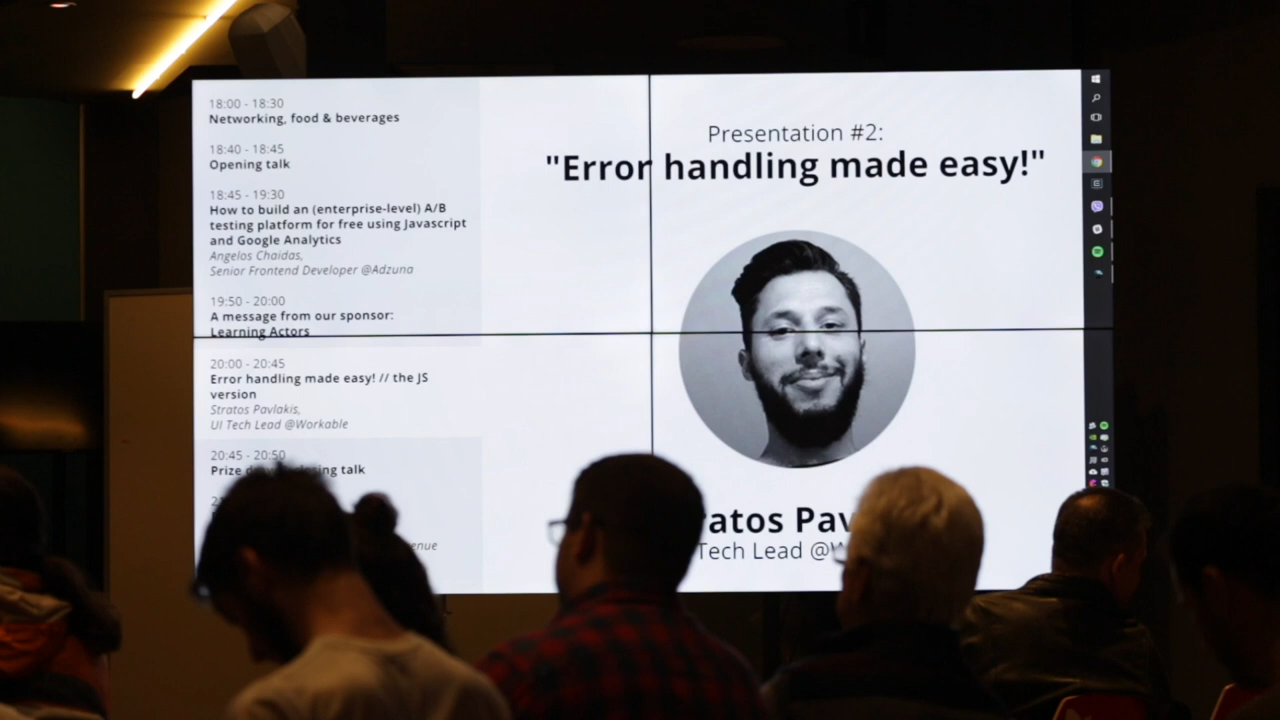 18:00 - 18:30
Networking, food & beverages
18:40 - 18:45
Opening talk
18:45 - 19:30
How to build an (enterprise-level) A/B
testing platform for free using Javascript
and Google Analytics
Angelos Chaidas,
Senior Frontend Developer @Adzuna
19:50 - 20:00
A message from our sponsor:
Learning Actors
20:00 - 20:45
Error handling made easy! // the JS
version
Stratos Pavlakis,
UI Tech Lead @Workable
20:45 - 20:50
Prize talk
Presentation #2:
"Error handling made easy!"
Tech Lead